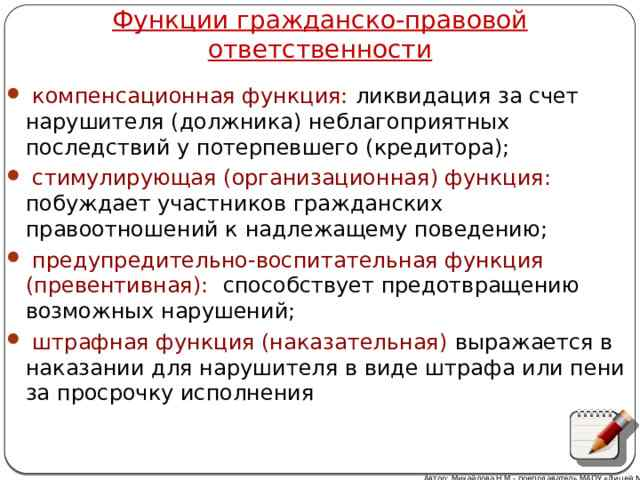 Функции гражданско-правовой
ответственности
компенсационная функция: ликвидация за счет
нарушителя (должника) неблагоприятных
последствий у потерпевшего (кредитора);
стимулирующая (организационная) функция:
побуждает участников гражданских
правоотношений к надлежащему поведению;
предупредительно-воспитательная функция
(превентивная): способствует предотвращению
возможных нарушений;
штрафная функция (наказательная) выражается в
наказании для нарушителя в виде штрафа или пени
за просрочку исполнения
Автор: Михайлова Н.М.- преподаватель МАОУ «Лицей №